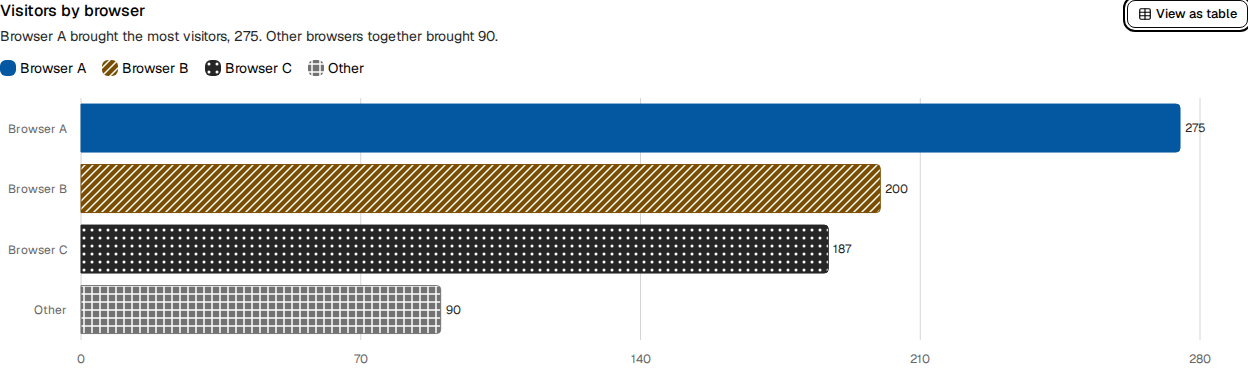 Visitors by browser
View as table
Browser A brought the most visitors, 275. Other browsers together brought 90.
Browser A Browser B Browser C Other
Browser A 275
Browser B 200
Browser C 187
Other 90
0 70 140 210 280